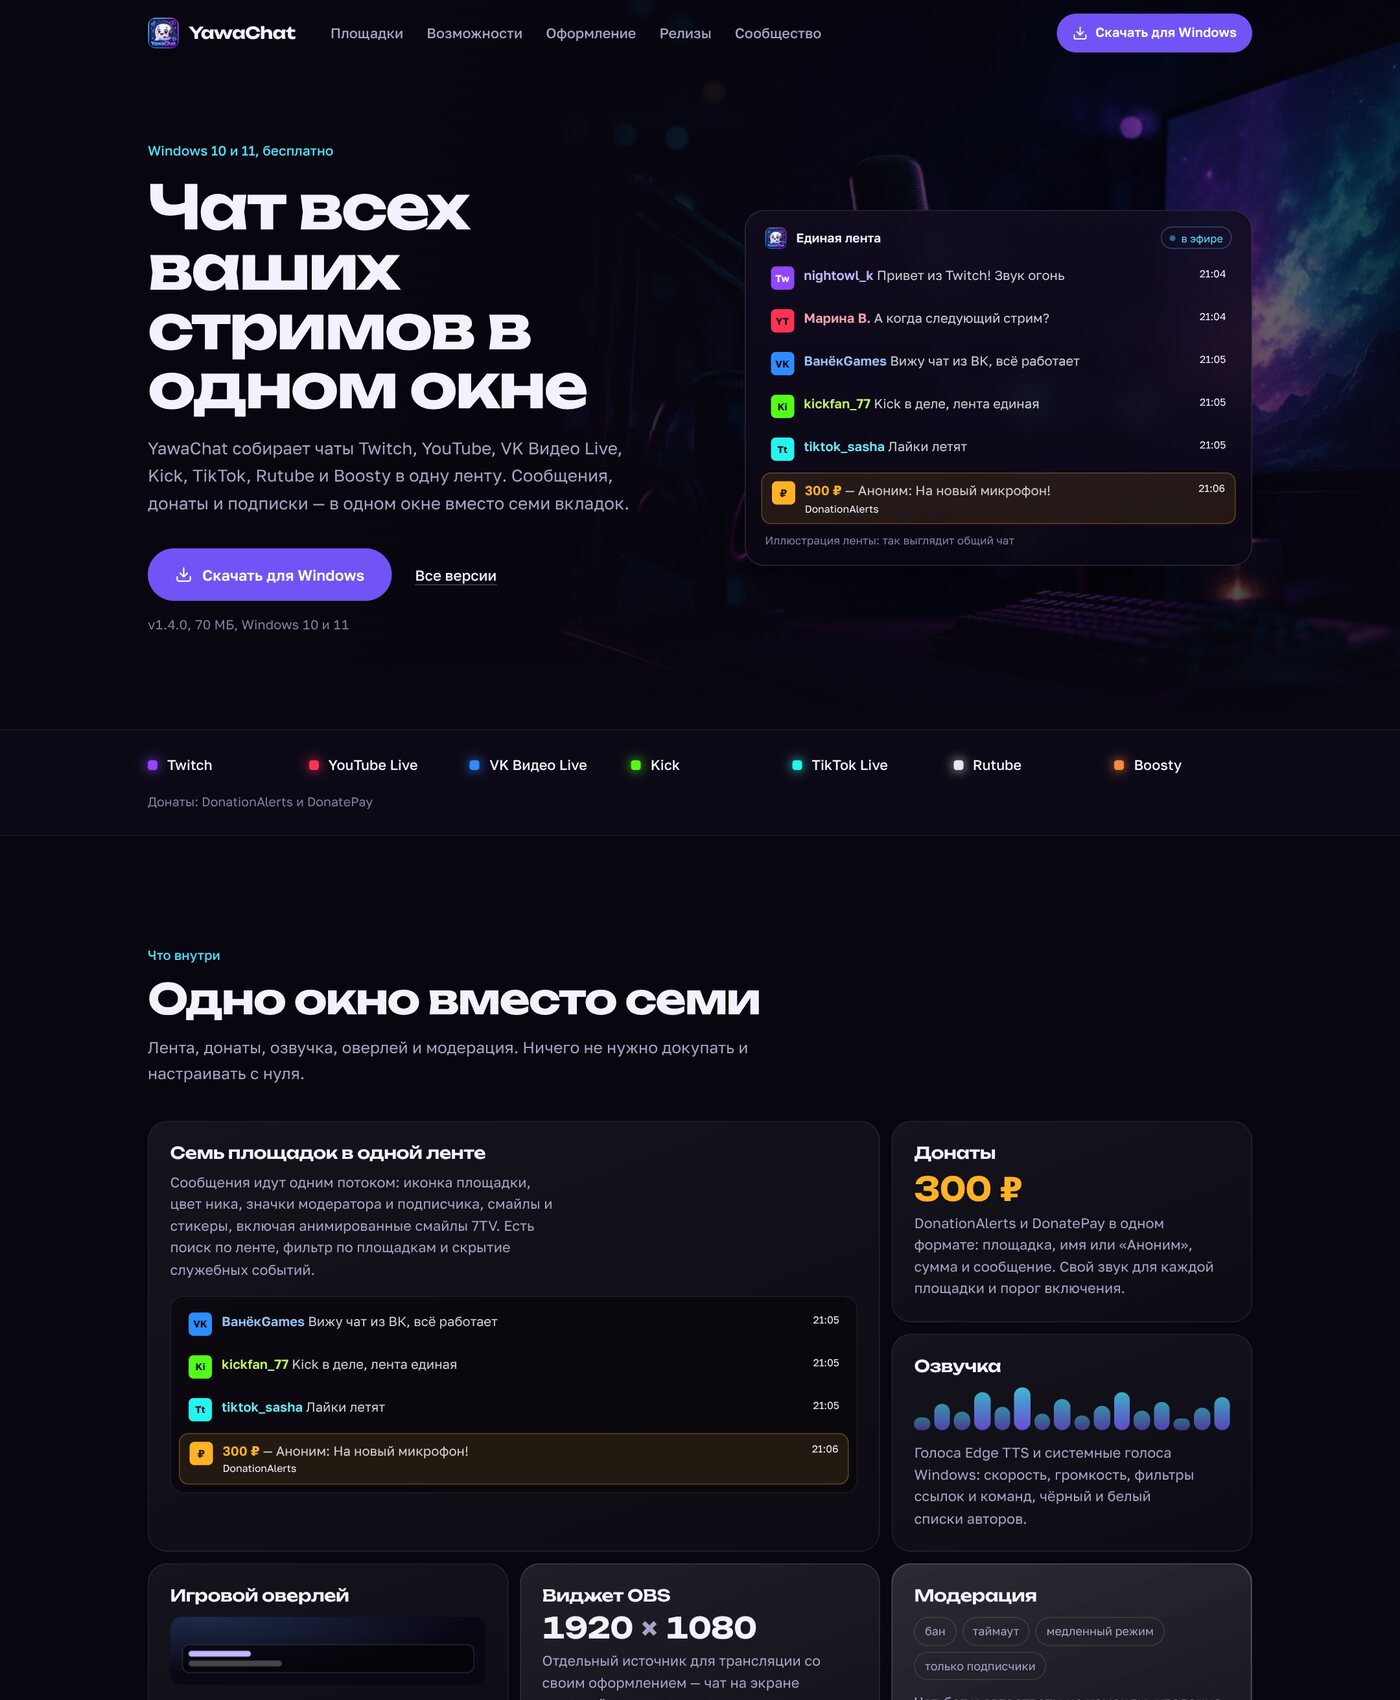 YawaChat
Площадки
Возможности
Оформление
Релизы
Сообщество
Скачать для Windows
Windows 10 и 11, бесплатно
Чат всех
ваших
стримов в
одном окне
YawaChat собирает чаты Twitch, YouTube, VK Видео Live,
Kick, TikTok, Rutube и Boosty в одну ленту. Сообщения,
донаты и подписки — в одном окне вместо семи вкладок.
Скачать для Windows
Все версии
v1.4.0, 70 МБ, Windows 10 и 11
Единая лента
в эфире
Tw nightowl_k Привет из Twitch! Звук огонь 21:04
YT Марина В. А когда следующий стрим? 21:04
VK ВанёкGames Вижу чат из ВК, всё работает 21:05
Ki kickfan_77 Kick в деле, лента единая 21:05
Tt tiktok_sasha Лайки летят 21:05
₽ 300 ₽ — Аноним: На новый микрофон! 21:06
DonationAlerts
Иллюстрация ленты: так выглядит общий чат
Twitch
YouTube Live
VK Видео Live
Kick
TikTok Live
Rutube
Boosty
Донаты: DonationAlerts и DonatePay
Что внутри
Одно окно вместо семи
Лента, донаты, озвучка, оверлей и модерация. Ничего не нужно докупать и
настраивать с нуля.
Семь площадок в одной ленте
Сообщения идут одним потоком: иконка площадки,
цвет ника, значки модератора и подписчика, смайлы и
стикеры, включая анимированные смайлы 7TV. Есть
поиск по ленте, фильтр по площадкам и скрытие
служебных событий.
VK ВанёкGames Вижу чат из ВК, всё работает 21:05
Ki kickfan_77 Kick в деле, лента единая 21:05
Tt tiktok_sasha Лайки летят 21:05
₽ 300 ₽ — Аноним: На новый микрофон! 21:06
DonationAlerts
Донаты
300 ₽
DonationAlerts и DonatePay в одном
формате: площадка, имя или «Аноним»,
сумма и сообщение. Свой звук для каждой
площадки и порог включения.
Озвучка
Голоса Edge TTS и системные голоса
Windows: скорость, громкость, фильтры
ссылок и команд, чёрный и белый
списки авторов.
Игровой оверлей
Виджет OBS
1920 × 1080
Отдельный источник для трансляции со
своим оформлением — чат на экране
Модерация
бан
таймаут
медленный режим
только подписчики